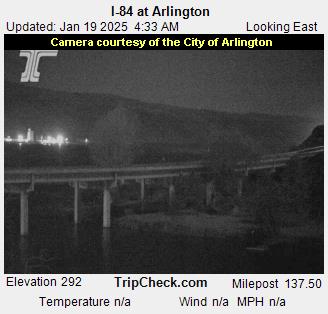 I-84 at Arlington
Updated: Jan 19 2025 4:33 AM Looking East
Camera courtesy of the City of Arlington
Elevation 292 TripCheck.com Milepost 137.50
Temperature n/a Wind n/a MPH n/a